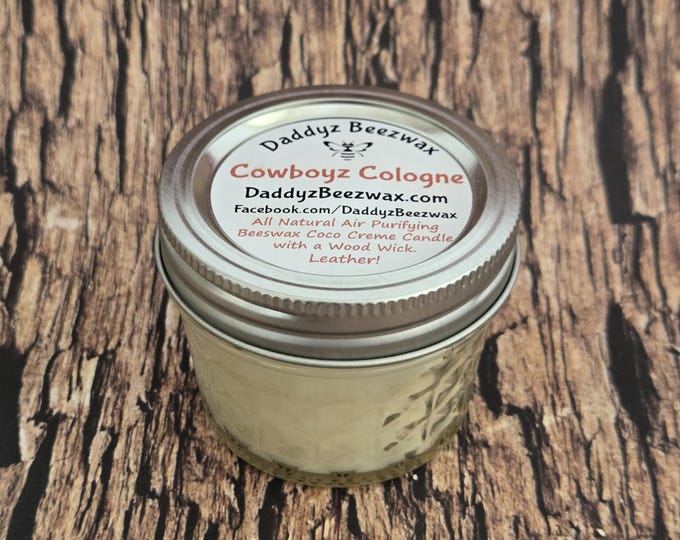 Daddyz Beezwax
Cowboyz Cologne
DaddyzBeezwax.com
Facebook.com/DaddyzBeezwax
All Natural Air Purifying
Beeswax Coco Creme Candle
with a Wood Wick.
Leather!